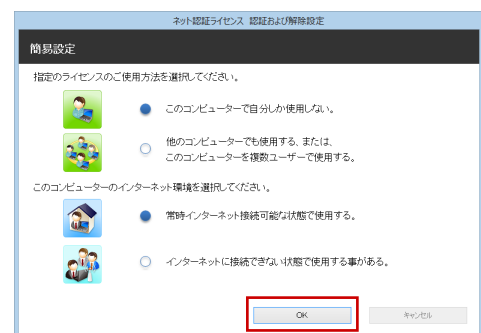 ネット認証ライセンス 認証および解除設定
簡易設定
指定のライセンスのご使用方法を選択してください。
このコンピューターで自分しか使用しない。
他のコンピューターでも使用する、または、
このコンピューターを複数ユーザーで使用する。
このコンピューターのインターネット環境を選択してください。
常時インターネット接続可能な状態で使用する。
インターネットに接続できない状態で使用する事がある。
OK
キャンセル